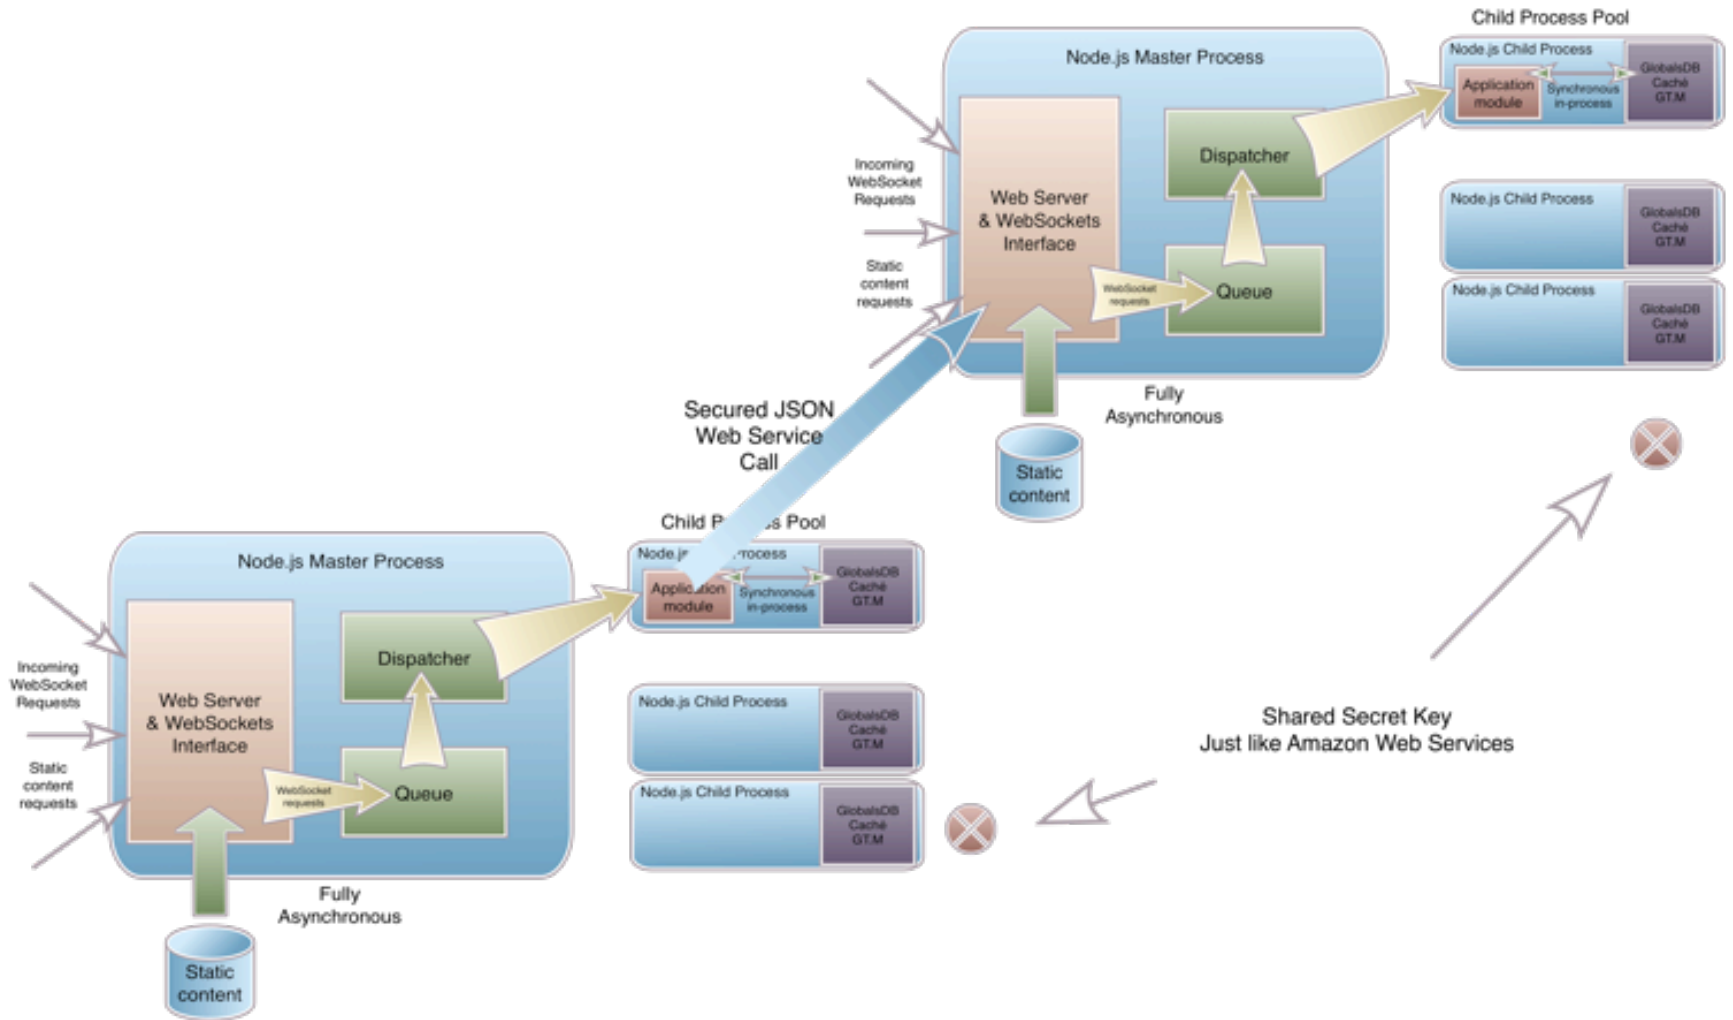 Child Process Pool
Node.js Master Process
Node.js Child Process
GlobalsDB
Caché
GT.M
Application
module
Synchronous
in-process
Dispatcher
Incoming
WebSocket
Requests
Web Server
& WebSockets
Interface
Node.js Child Process
GlobalsDB
Caché
GT.M
Static
content
requests
WebSocket
requests
Queue
Node.js Child Process
GlobalsDB
Caché
GT.M
Fully
Asynchronous
Secured JSON
Web Service
Call
Static
content
Child P s Pool
Node.js Master Process
Node.js rocess
GlobalsDB
Caché
GT.M
Application
module
Synchronous
in-process
Dispatcher
Incoming
WebSocket
Requests
Web Server
& WebSockets
Interface
Node.js Child Process
GlobalsDB
Caché
GT.M
Shared Secret Key
Just like Amazon Web Services
Static
content
requests
WebSocket
requests
Queue
Node.js Child Process
GlobalsDB
Caché
GT.M
Fully
Asynchronous
Static
content